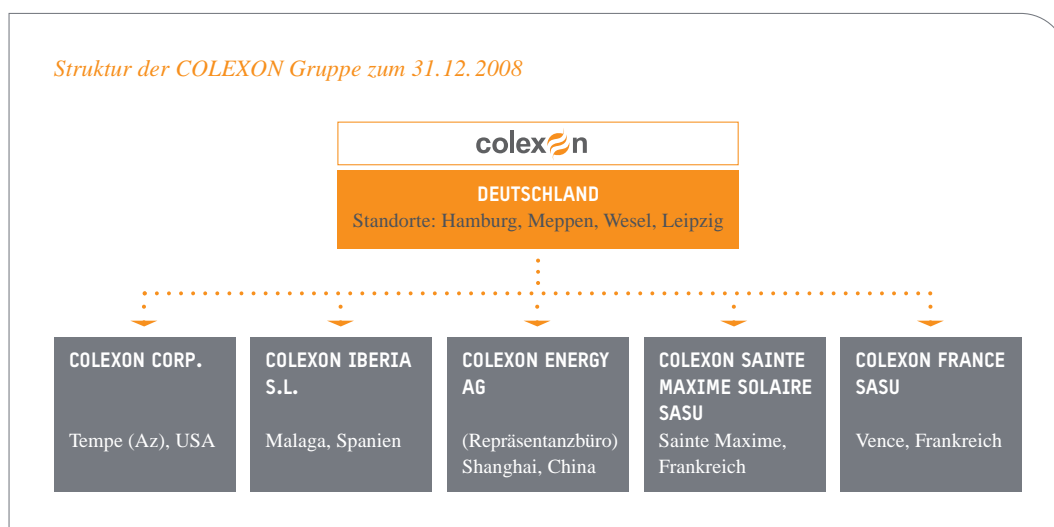 Struktur der COLEXON Gruppe zum 31.12.2008
colexon
DEUTSCHLAND
Standorte: Hamburg, Meppen, Wesel, Leipzig
COLEXON CORP.
Tempe (Az), USA
COLEXON IBERIA
S.L.
Malaga, Spanien
COLEXON ENERGY
AG
(Repräsentanzbüro)
Shanghai, China
COLEXON SAINTE
MAXIME SOLAIRE
SASU
Sainte Maxime,
Frankreich
COLEXON FRANCE
SASU
Vence, Frankreich